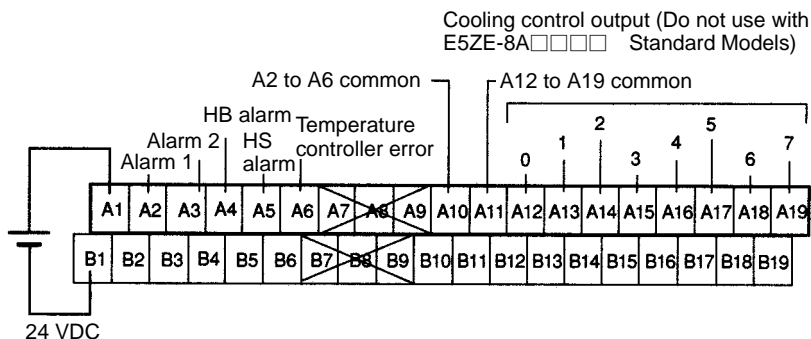 Cooling control output (Do not use with
E5ZE-8A□□□□ Standard Models)
A2 to A6 common
A12 to A19 common
HB alarm
Alarm 2
Alarm 1
HS
alarm
Temperature
controller error
0 1 2 3 4 5 6 7
A1 A2 A3 A4 A5 A6 A7 A8 A9 A10 A11 A12 A13 A14 A15 A16 A17 A18 A19
B1 B2 B3 B4 B5 B6 B7 B8 B9 B10 B11 B12 B13 B14 B15 B16 B17 B18 B19
24 VDC